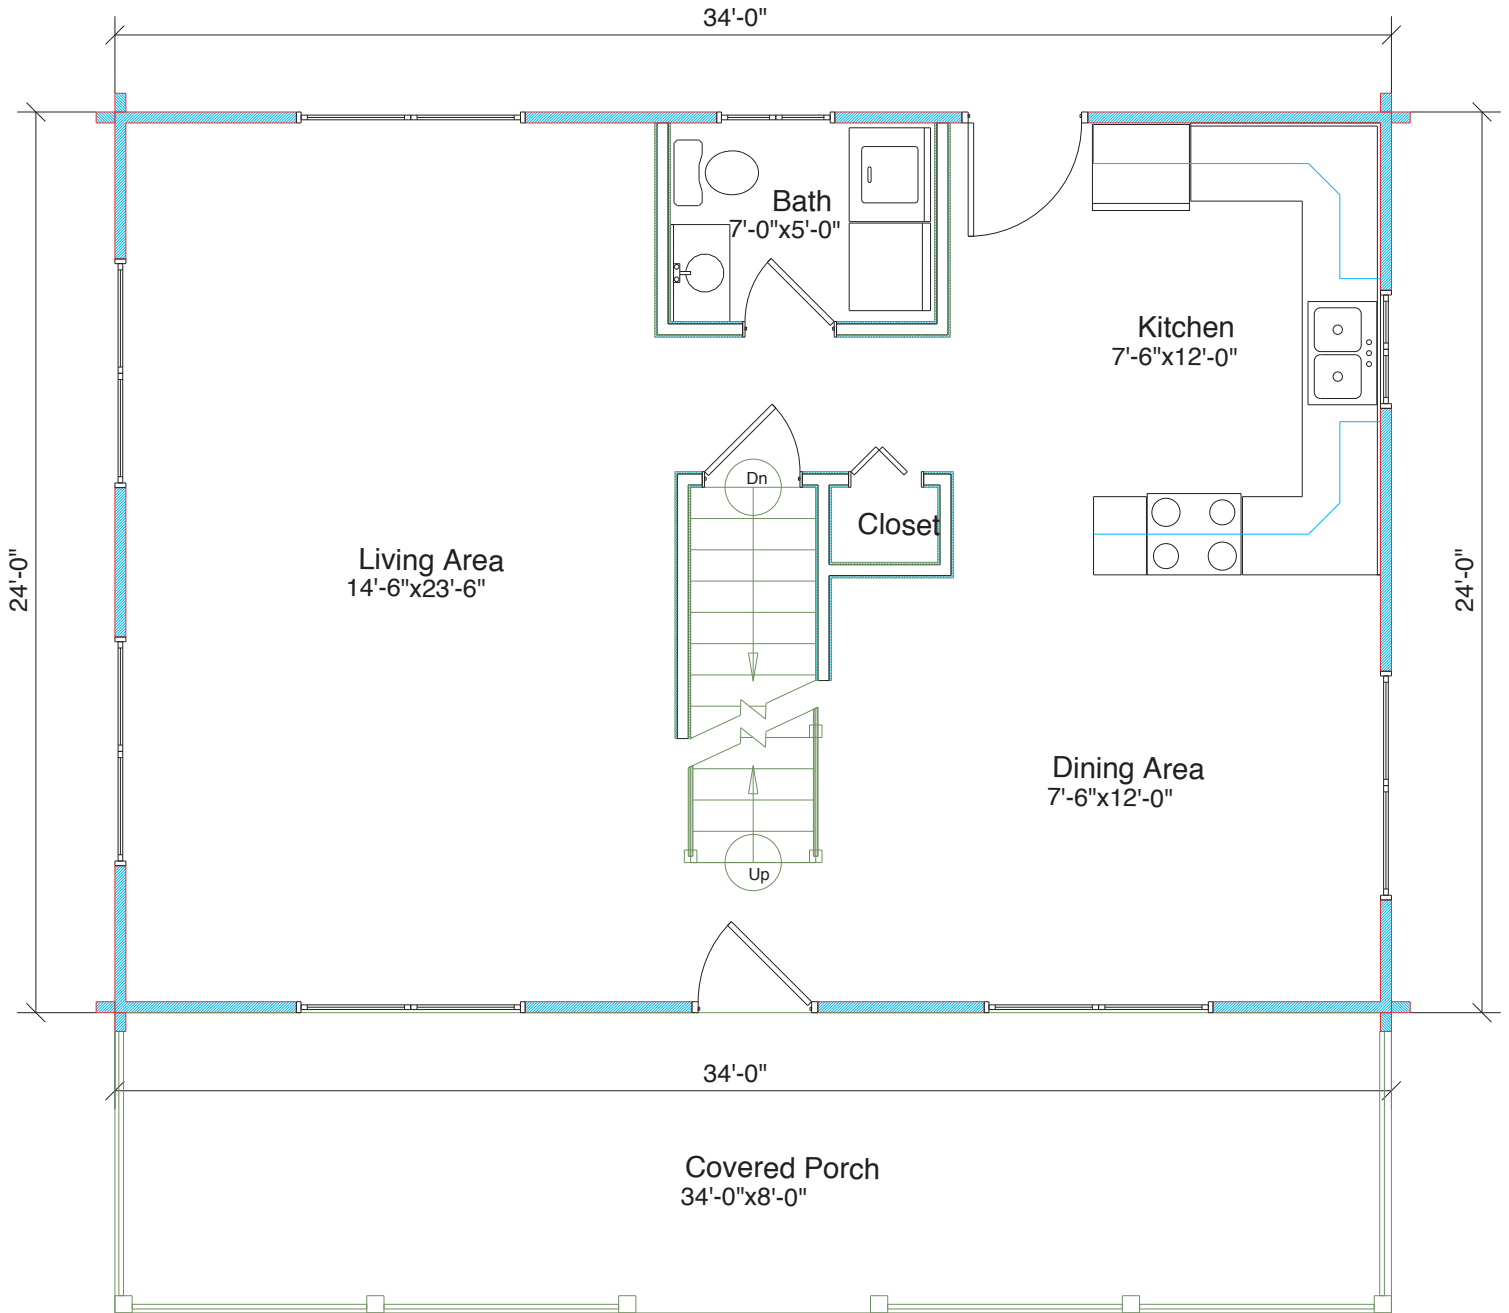 34'-0"
Bath
7'-0"x5'-0"
Kitchen
7'-6"x12'-0"
Dn
Closet
Living Area
14'-6"x23'-6"
24'-0"
24'-0"
Dining Area
7'-6"x12'-0"
Up
34'-0"
Covered Porch
34'-0"x8'-0"